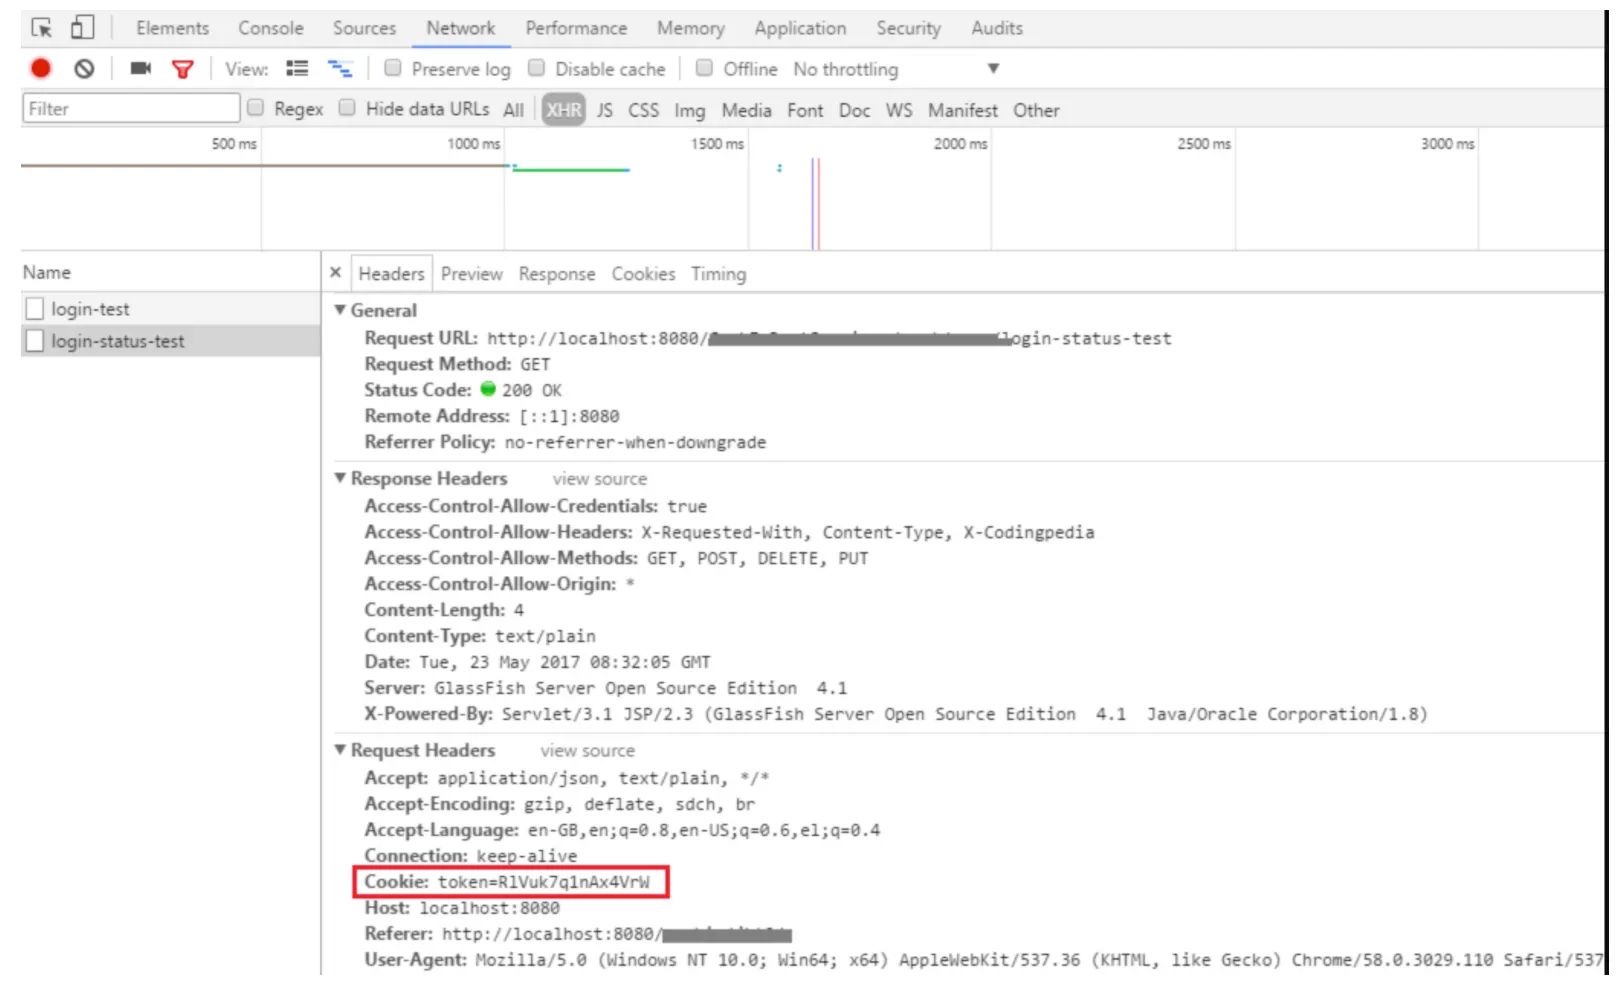 Elements Console Sources Network Performance Memory Application Security Audits
View: Preserve log Disable cache Offline No throttling
Filter Regex Hide data URLs All XHR JS CSS Img Media Font Doc WS Manifest Other
500 ms 1000 ms 1500 ms 2000 ms 2500 ms 3000 ms
Name × Headers Preview Response Cookies Timing
login-test
login-status-test
General
Request URL: http://localhost:8080/ login-status-test
Request Method: GET
Status Code: 200 OK
Remote Address: [::1]:8080
Referrer Policy: no-referrer-when-downgrade
Response Headers view source
Access-Control-Allow-Credentials: true
Access-Control-Allow-Headers: X-Requested-With, Content-Type, X-Codingpedia
Access-Control-Allow-Methods: GET, POST, DELETE, PUT
Access-Control-Allow-Origin: *
Content-Length: 4
Content-Type: text/plain
Date: Tue, 23 May 2017 08:32:05 GMT
Server: GlassFish Server Open Source Edition 4.1
X-Powered-By: Servlet/3.1 JSP/2.3 (GlassFish Server Open Source Edition 4.1 Java/Oracle Corporation/1.8)
Request Headers view source
Accept: application/json, text/plain, */*
Accept-Encoding: gzip, deflate, sdch, br
Accept-Language: en-GB,en;q=0.8,en-US;q=0.6,el;q=0.4
Connection: keep-alive
Cookie: token=RlVuk7q1nAx4VrW
Host: localhost:8080
Referer: http://localhost:8080/
User-Agent: Mozilla/5.0 (Windows NT 10.0; Win64; x64) AppleWebKit/537.36 (KHTML, like Gecko) Chrome/58.0.3029.110 Safari/537